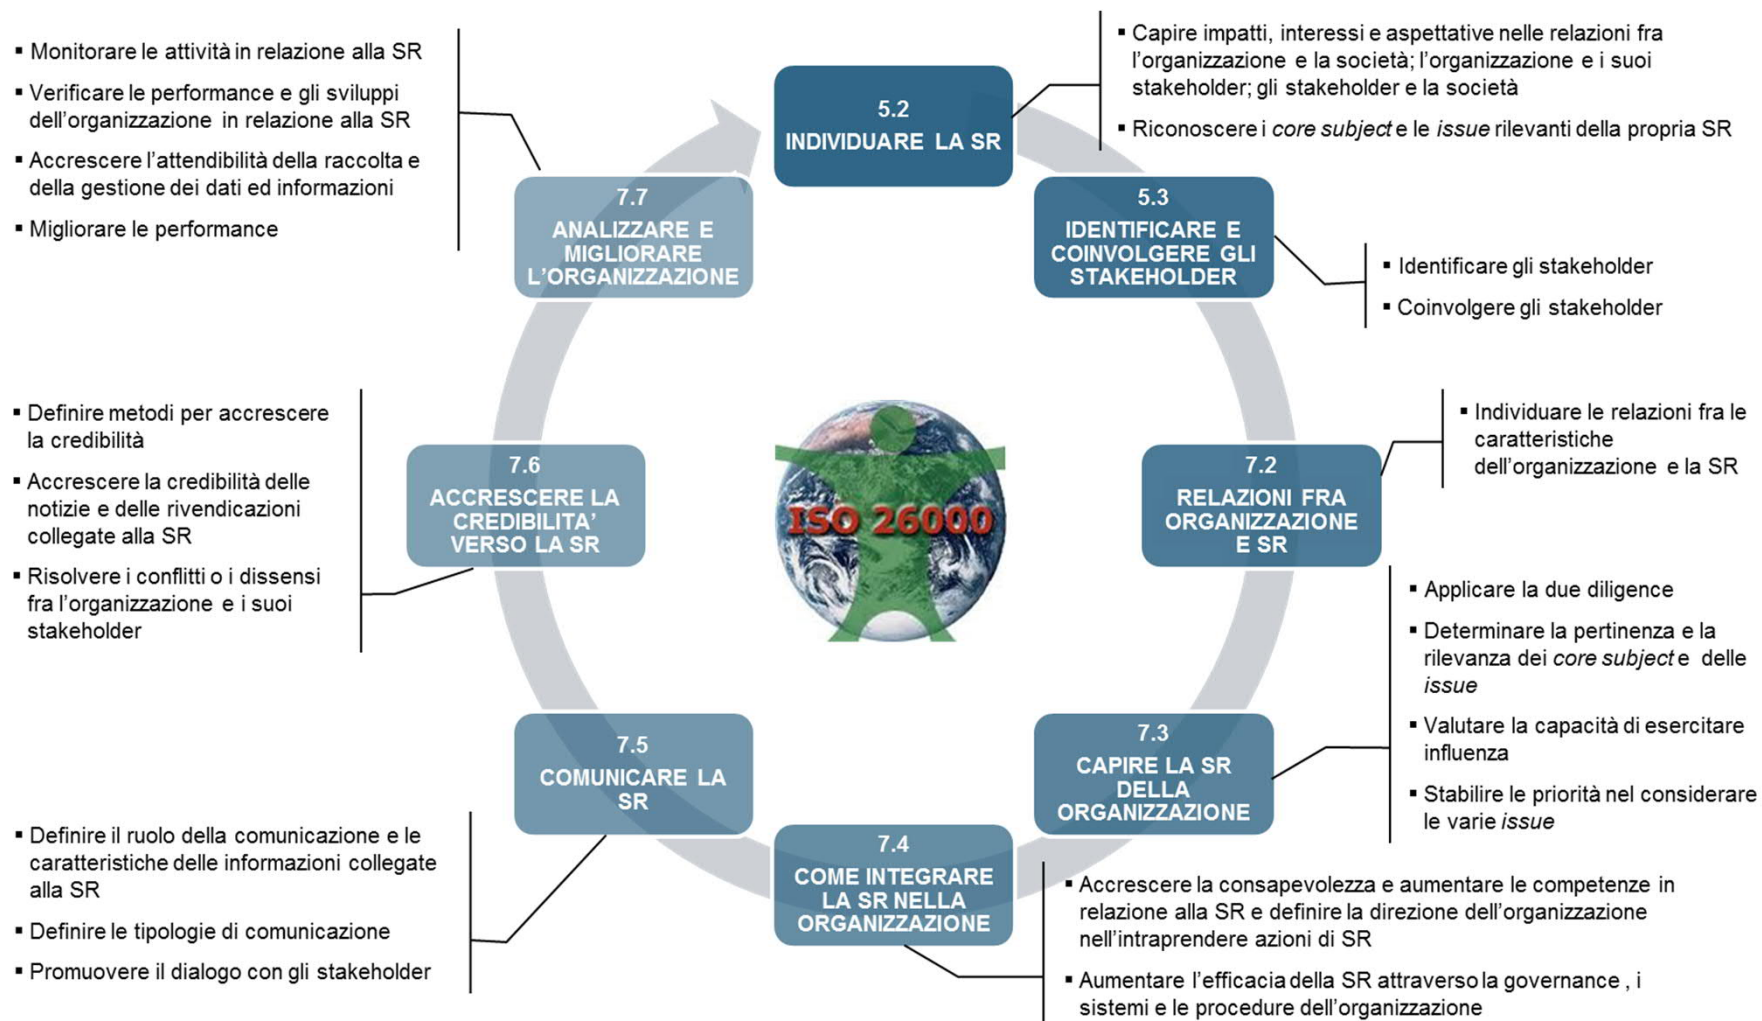 ▪ Monitorare le attività in relazione alla SR
▪ Verificare le performance e gli sviluppi
dell’organizzazione in relazione alla SR
▪ Accrescere l’attendibilità della raccolta e
della gestione dei dati ed informazioni
▪ Migliorare le performance
5.2
INDIVIDUARE LA SR
▪ Capire impatti, interessi e aspettative nelle relazioni fra
l’organizzazione e la società; l’organizzazione e i suoi
stakeholder; gli stakeholder e la società
▪ Riconoscere i core subject e le issue rilevanti della propria SR
7.7
ANALIZZARE E
MIGLIORARE
L’ORGANIZZAZIONE
5.3
IDENTIFICARE E
COINVOLGERE GLI
STAKEHOLDER
▪ Identificare gli stakeholder
▪ Coinvolgere gli stakeholder
▪ Definire metodi per accrescere
la credibilità
▪ Accrescere la credibilità delle
notizie e delle rivendicazioni
collegate alla SR
▪ Risolvere i conflitti o i dissensi
fra l’organizzazione e i suoi
stakeholder
7.6
ACCRESCERE LA
CREDIBILITA’
VERSO LA SR
ISO 26000
7.2
RELAZIONI FRA
ORGANIZZAZIONE
E SR
▪ Individuare le relazioni fra le
caratteristiche
dell’organizzazione e la SR
▪ Applicare la due diligence
▪ Determinare la pertinenza e la
rilevanza dei core subject e delle
issue
▪ Valutare la capacità di esercitare
influenza
▪ Stabilire le priorità nel considerare
le varie issue
7.5
COMUNICARE LA
SR
7.3
CAPIRE LA SR
DELLA
ORGANIZZAZIONE
▪ Definire il ruolo della comunicazione e le
caratteristiche delle informazioni collegate
alla SR
▪ Definire le tipologie di comunicazione
▪ Promuovere il dialogo con gli stakeholder
7.4
COME INTEGRARE
LA SR NELLA
ORGANIZZAZIONE
▪ Accrescere la consapevolezza e aumentare le competenze in
relazione alla SR e definire la direzione dell’organizzazione
nell’intraprendere azioni di SR
▪ Aumentare l’efficacia della SR attraverso la governance , i
sistemi e le procedure dell’organizzazione